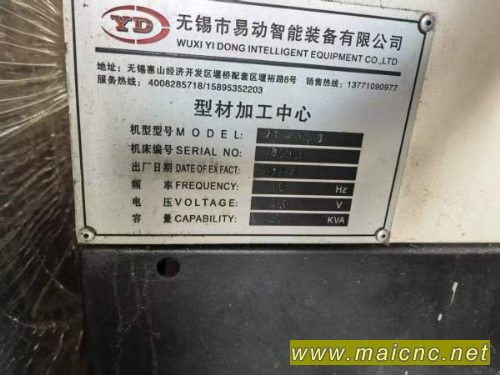 YD
无锡市易动智能装备有限公司
WUXI YI DONG INTELLIGENT EQUIPMENT CO.,LTD
地址:无锡惠山经济开发区堰桥配套区堰裕路8号 销售热线:13771090977
服务热线:4008285718/15895352203
型材加工中心
机型型号 MODEL:
机床编号 SERIAL NO:
出厂日期 DATE OF EX FACT:
频 率 FREQUENCY: Hz
电 压 VOLTAGE: V
容 量 CAPABILITY: KVA
www.maicnc.net